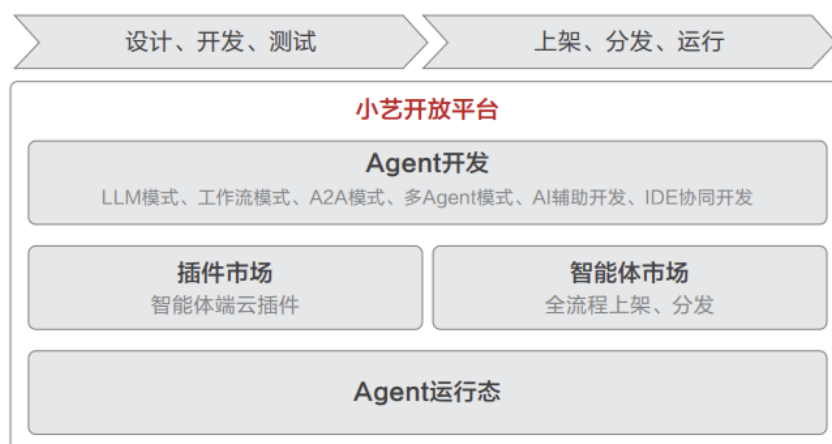 设计、开发、测试
上架、分发、运行
小艺开放平台
Agent开发
LLM模式、工作流模式、A2A模式、多Agent模式、AI辅助开发、IDE协同开发
插件市场
智能体端云插件
智能体市场
全流程上架、分发
Agent运行态